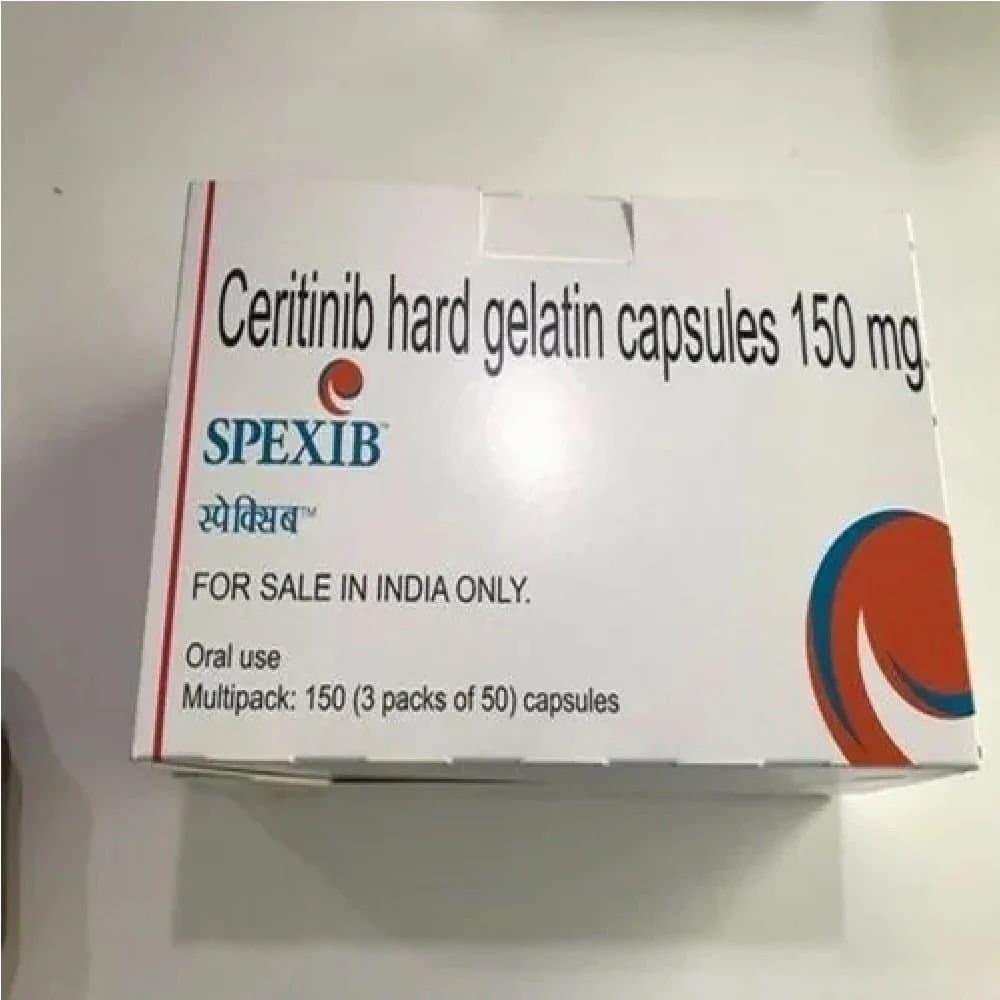 Ceritinib hard gelatin capsules 150 mg.
SPEXIB™
स्पेक्सिब™
FOR SALE IN INDIA ONLY.
Oral use
Multipack: 150 (3 packs of 50) capsules